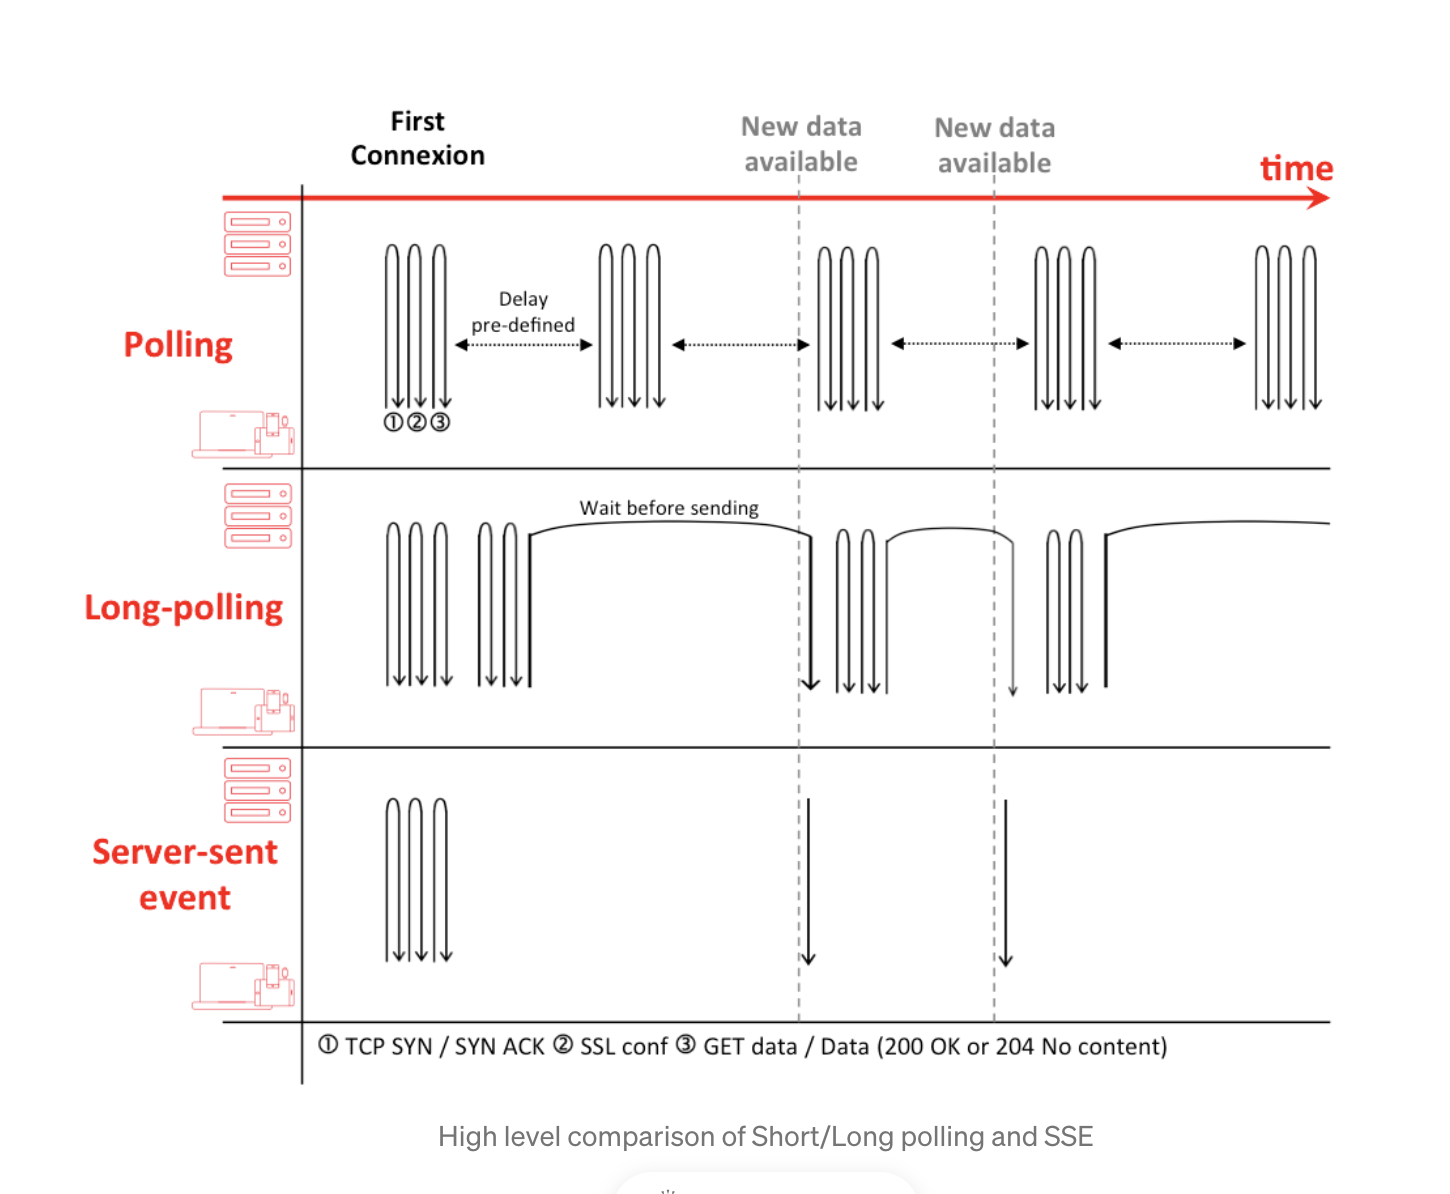 First
Connexion
New data
available
New data
available
time
Delay
pre-defined
Polling
①②③
Wait before sending
Long-polling
Server-sent
event
① TCP SYN / SYN ACK ② SSL conf ③ GET data / Data (200 OK or 204 No content)
High level comparison of Short/Long polling and SSE